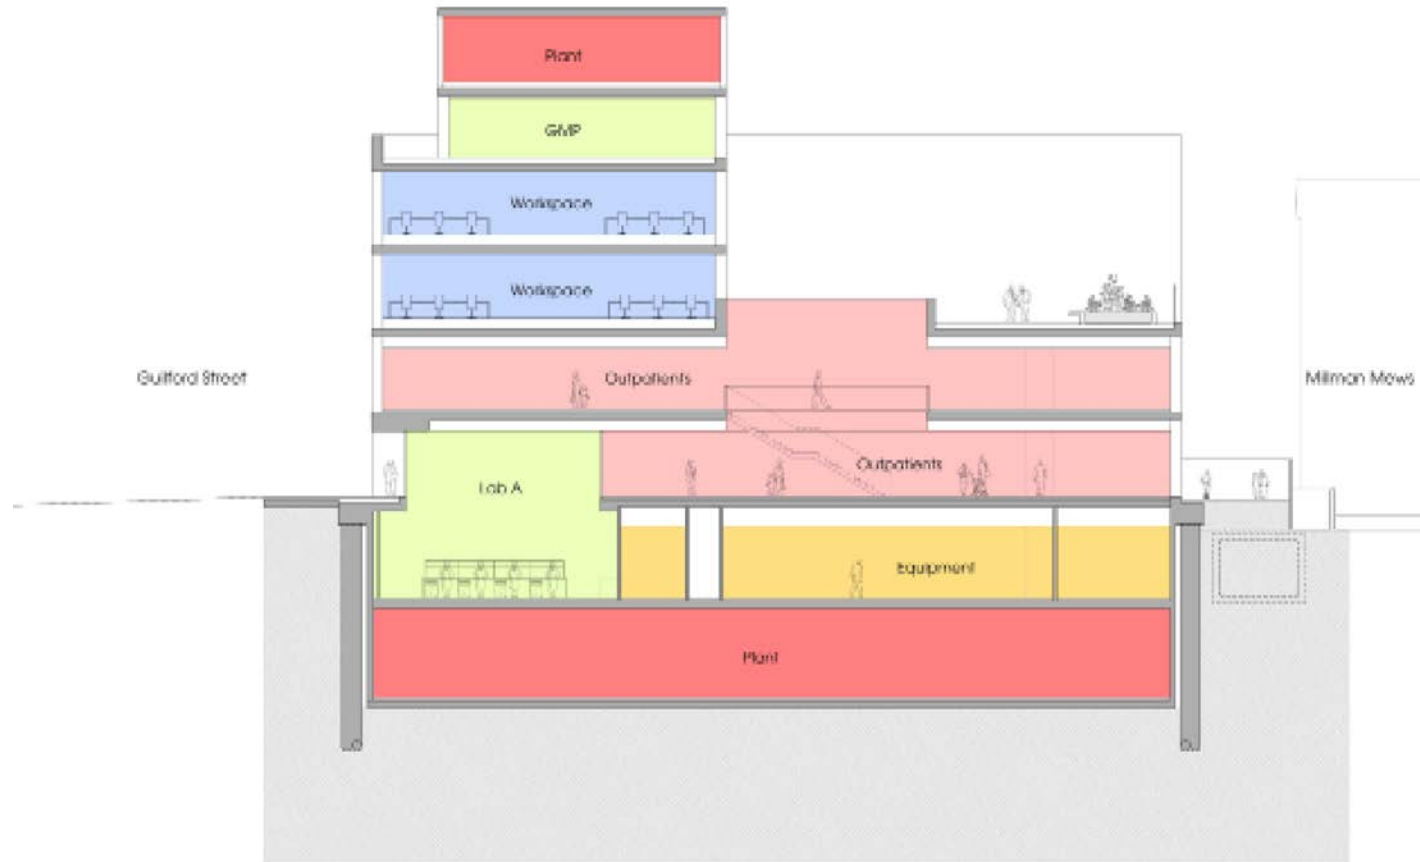 Plant
GMP
Workspace
Workspace
Guilford Street
Outpatients
Millman Mews
Outpatients
Lab A
Equipment
Plant